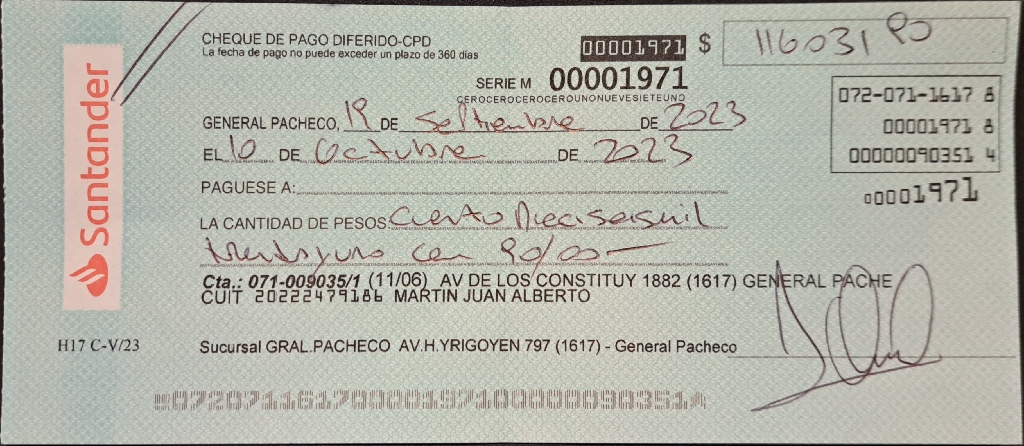 Santander
CHEQUE DE PAGO DIFERIDO-CPD
La fecha de pago no puede exceder un plazo de 360 días
00001971 $ 116031 90
SERIE M 00001971
CEROCEROCEROCEROUNONUEVESIETEUNO
072-071-1617 8
00001971 8
00000090351 4
00001971
GENERAL PACHECO, 19 DE Septiembre DE 2023
EL 6 DE Octubre DE 2023
PAGUESE A:
LA CANTIDAD DE PESOS: Ciento Dieciseismil
treintayuno con 90/00
Cta.: 071-009035/1 (11/06) AV DE LOS CONSTITUY 1882 (1617) GENERAL PACHE
CUIT 20222479186 MARTIN JUAN ALBERTO
H17 C-V/23
Sucursal GRAL.PACHECO AV.H.YRIGOYEN 797 (1617) - General Pacheco